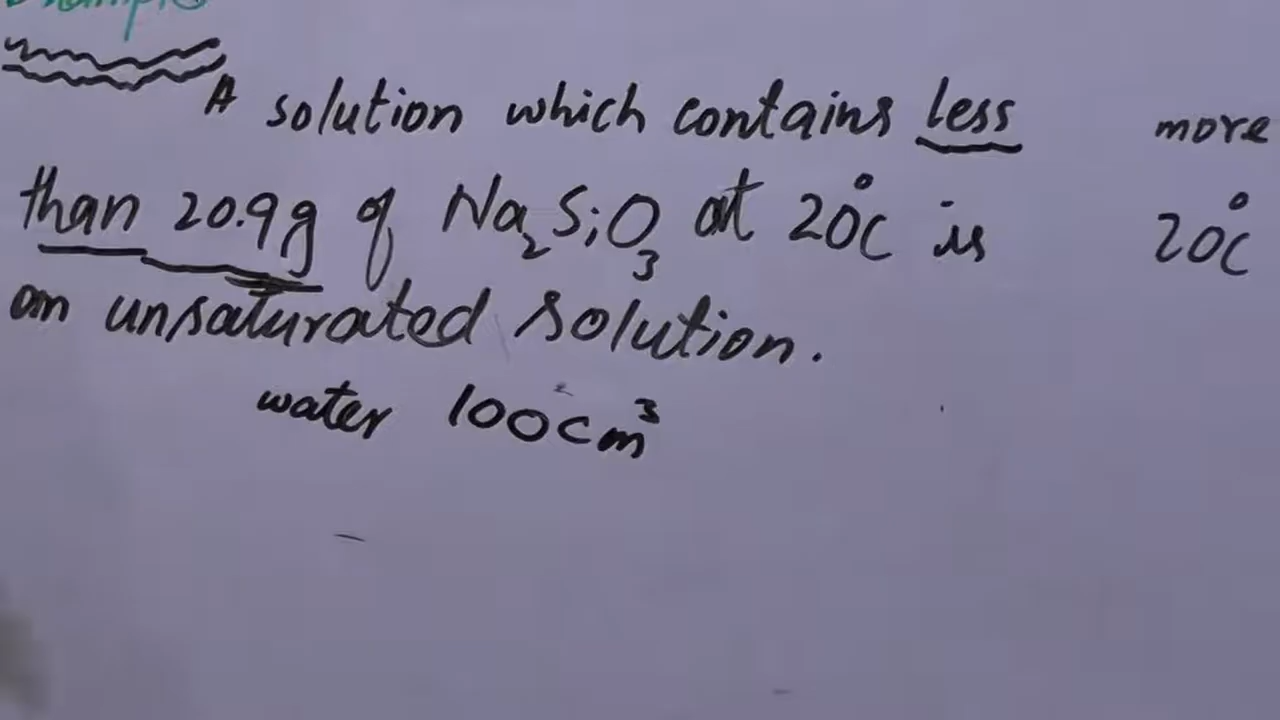 A solution which contains less more
than 20.9g of Na₂SiO₃ at 20°C is 20°C
an unsaturated solution.
water 100cm³